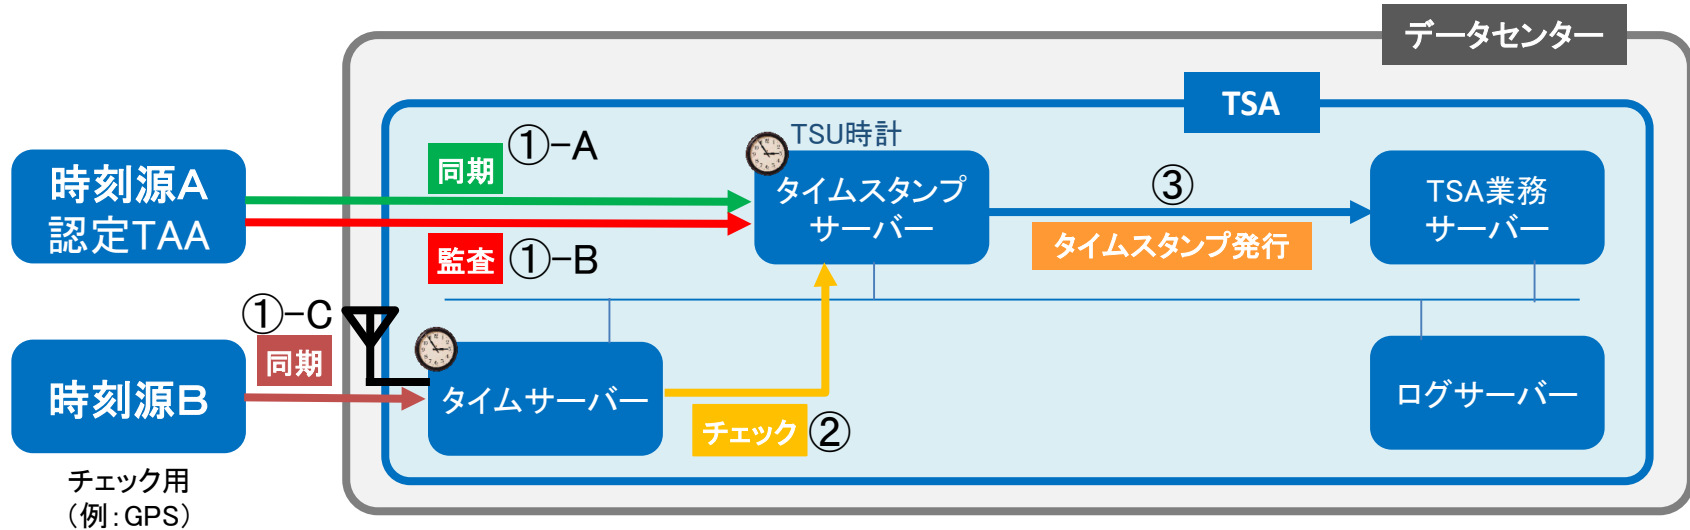 データセンター
TSA
TSU時計
①-A
同期
時刻源A
認定TAA
タイムスタンプ
サーバー
③
TSA業務
サーバー
監査
①-B
タイムスタンプ発行
①-C
同期
時刻源B
タイムサーバー
チェック
②
ログサーバー
チェック用
（例：GPS）